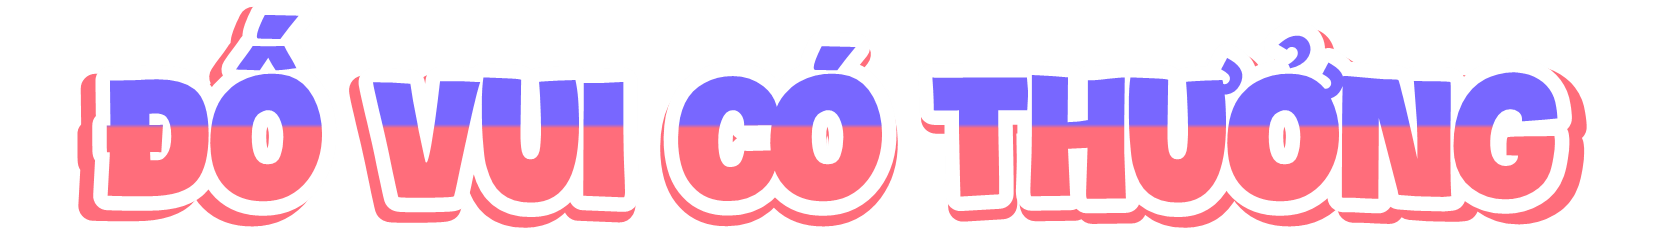 ĐỐ VUI CÓ THƯỞNG